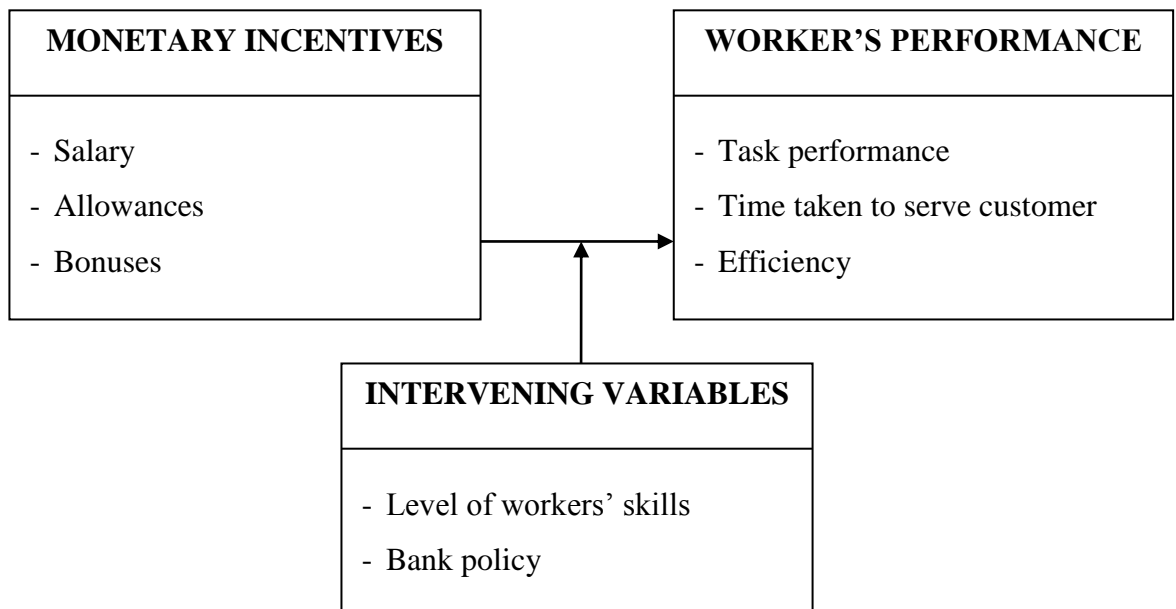 MONETARY INCENTIVES
- Salary
- Allowances
- Bonuses
WORKER’S PERFORMANCE
- Task performance
- Time taken to serve customer
- Efficiency
INTERVENING VARIABLES
- Level of workers’ skills
- Bank policy